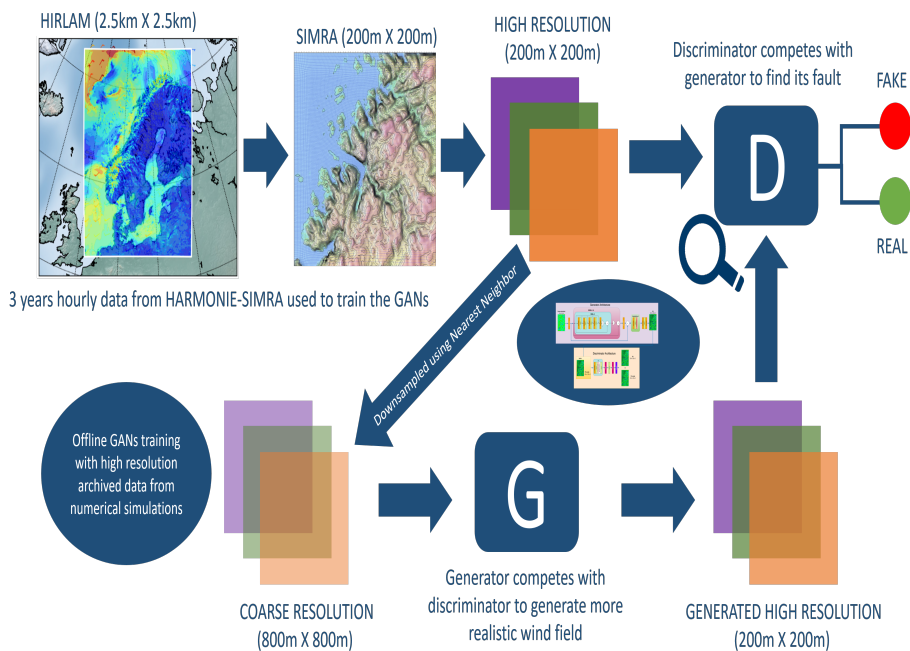 HIRLAM (2.5km X 2.5km)
SIMRA (200m X 200m)
HIGH RESOLUTION
(200m X 200m)
Discriminator competes with
generator to find its fault
FAKE
D
REAL
3 years hourly data from HARMONIE-SIMRA used to train the GANs
Downsampled using Nearest Neighbor
Offline GANs training
with high resolution
archived data from
numerical simulations
G
COARSE RESOLUTION
(800m X 800m)
Generator competes with
discriminator to generate more
realistic wind field
GENERATED HIGH RESOLUTION
(200m X 200m)